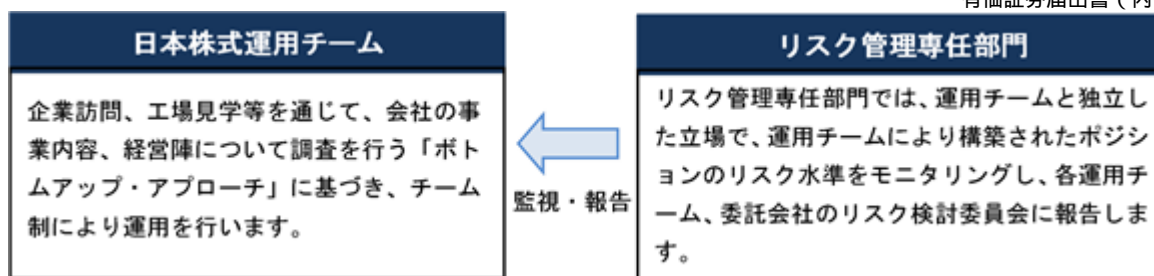 有価証券届出書（内
日本株式運用チーム
企業訪問、工場見学等を通じて、会社の事
業内容、経営陣について調査を行う「ボト
ムアップ・アプローチ」に基づき、チーム
制により運用を行います。
監視・報告
リスク管理専任部門
リスク管理専任部門では、運用チームと独立し
た立場で、運用チームにより構築されたポジシ
ョンのリスク水準をモニタリングし、各運用チ
ーム、委託会社のリスク検討委員会に報告しま
す。